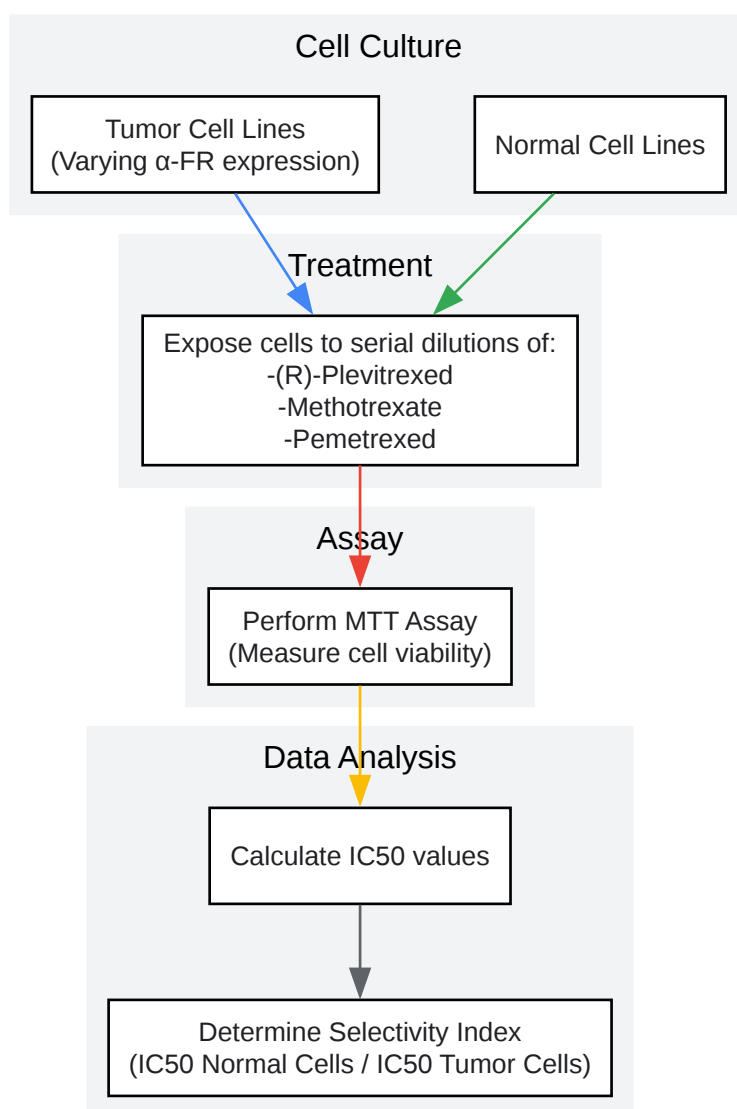 Cell Culture
Tumor Cell Lines
(Varying α-FR expression)
Normal Cell Lines
Treatment
Expose cells to serial dilutions of:
-(R)-Plevitrexed
-Methotrexate
-Pemetrexed
Assay
Perform MTT Assay
(Measure cell viability)
Data Analysis
Calculate IC50 values
Determine Selectivity Index
(IC50 Normal Cells / IC50 Tumor Cells)